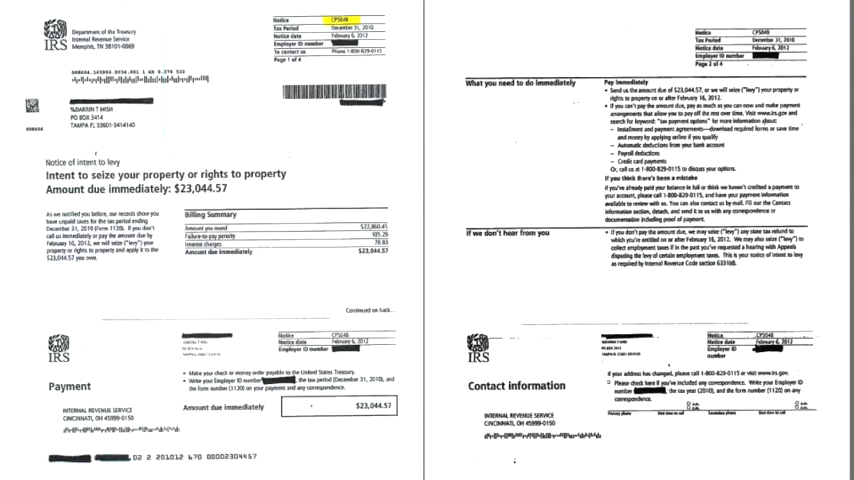 IRS
Department of the Treasury
Internal Revenue Service
Memphis, TN 38101-0069
Notice CP504B
Tax Period December 31, 2010
Notice date February 6, 2012
Employer ID number
To contact us Phone 1-800-829-0115
Page 1 of 4
%DARRIN T MISH
PO BOX 3414
TAMPA FL 33601-3414140
Notice of intent to levy
Intent to seize your property or rights to property
Amount due immediately: $23,044.57
As we notified you before, our records show you
have unpaid taxes for the tax period ending
December 31, 2010 (Form 1120). If you don't
call us immediately or pay the amount due by
February 16, 2012, we will seize ("levy") your
property or rights to property and apply it to the
$23,044.57 you owe.
Billing Summary
Amount you owed $22,860.45
Failure-to-pay penalty 105.29
Interest charges 78.83
Amount due immediately $23,044.57
Continued on back...
IRS
Notice CP504B
Notice date February 6, 2012
Employer ID number
Payment
• Make your check or money order payable to the United States Treasury.
• Write your Employer ID number , the tax period (December 31, 2010), and
the form number (1120) on your payment and any correspondence.
INTERNAL REVENUE SERVICE
CINCINNATI, OH 45999-0150
Amount due immediately $23,044.57
Notice CP504B
Tax Period December 31, 2010
Notice date February 6, 2012
Employer ID number
Page 2 of 4
What you need to do immediately
Pay immediately
• Send us the amount due of $23,044.57, or we will seize ("levy") your property or
rights to property on or after February 16, 2012.
• If you can't pay the amount due, pay as much as you can now and make payment
arrangements that allow you to pay off the rest over time. Visit www.irs.gov and
search for keyword: "tax payment options" for more information about:
– Installment and payment agreements—download required forms or save time
and money by applying online if you qualify
– Automatic deductions from your bank account
– Payroll deductions
– Credit card payments
Or, call us at 1-800-829-0115 to discuss your options.
If you think there's been a mistake
If you've already paid your balance in full or think we haven't credited a payment to
your account, please call 1-800-829-0115, and have your payment information
available to review with us. You can also contact us by mail. Fill out the Contact
information section, detach, and send it to us with any correspondence or
documentation including proof of payment.
If we don't hear from you
• If you don't pay the amount due, we may seize ("levy") any state tax refund to
which you're entitled on or after February 16, 2012. We may also seize ("levy") to
collect employment taxes if in the past you requested a hearing with Appeals
disputing the levy of certain employment taxes. This is your notice of intent to levy
as required by Internal Revenue Code section 6331(d).
IRS
Notice CP504B
Notice date February 6, 2012
Employer ID
number
Contact information
If your address has changed, please call 1-800-829-0115 or visit www.irs.gov.
Please check here if you've included any correspondence. Write your Employer ID
number , the tax year (2010), and the form number (1120) on any
correspondence.
a.m. a.m.
p.m. p.m.
Primary phone Best time to call Secondary phone Best time to call
INTERNAL REVENUE SERVICE
CINCINNATI, OH 45999-0150